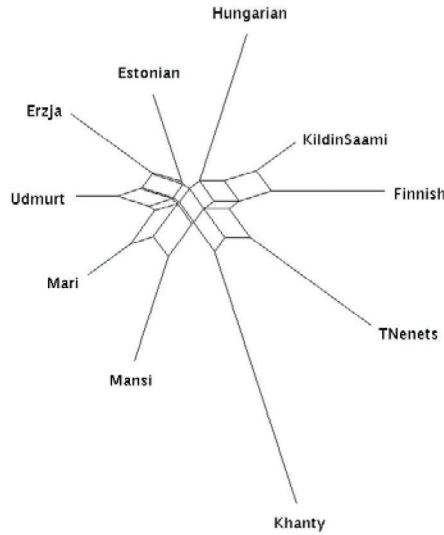 Hungarian
Estonian
Erzja
KildinSaami
Udmurt
Finnish
Mari
TNenets
Mansi
Khanty